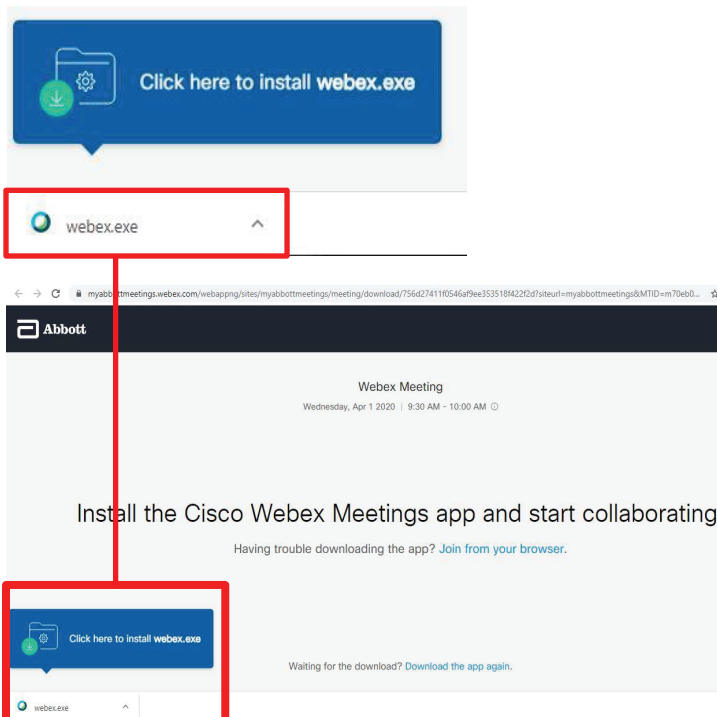 Click here to install webex.exe
webex.exe
myabbottmeetings.webex.com/webappng/sites/myabbottmeetings/meeting/download/756d27411f0546af9ee353518f422f2d?siteurl=myabbottmeetings&MTID=m70eb0...
Abbott
Webex Meeting
Wednesday, Apr 1 2020 | 9:30 AM - 10:00 AM
Install the Cisco Webex Meetings app and start collaborating
Having trouble downloading the app? Join from your browser.
Click here to install webex.exe
Waiting for the download? Download the app again.
webex.exe